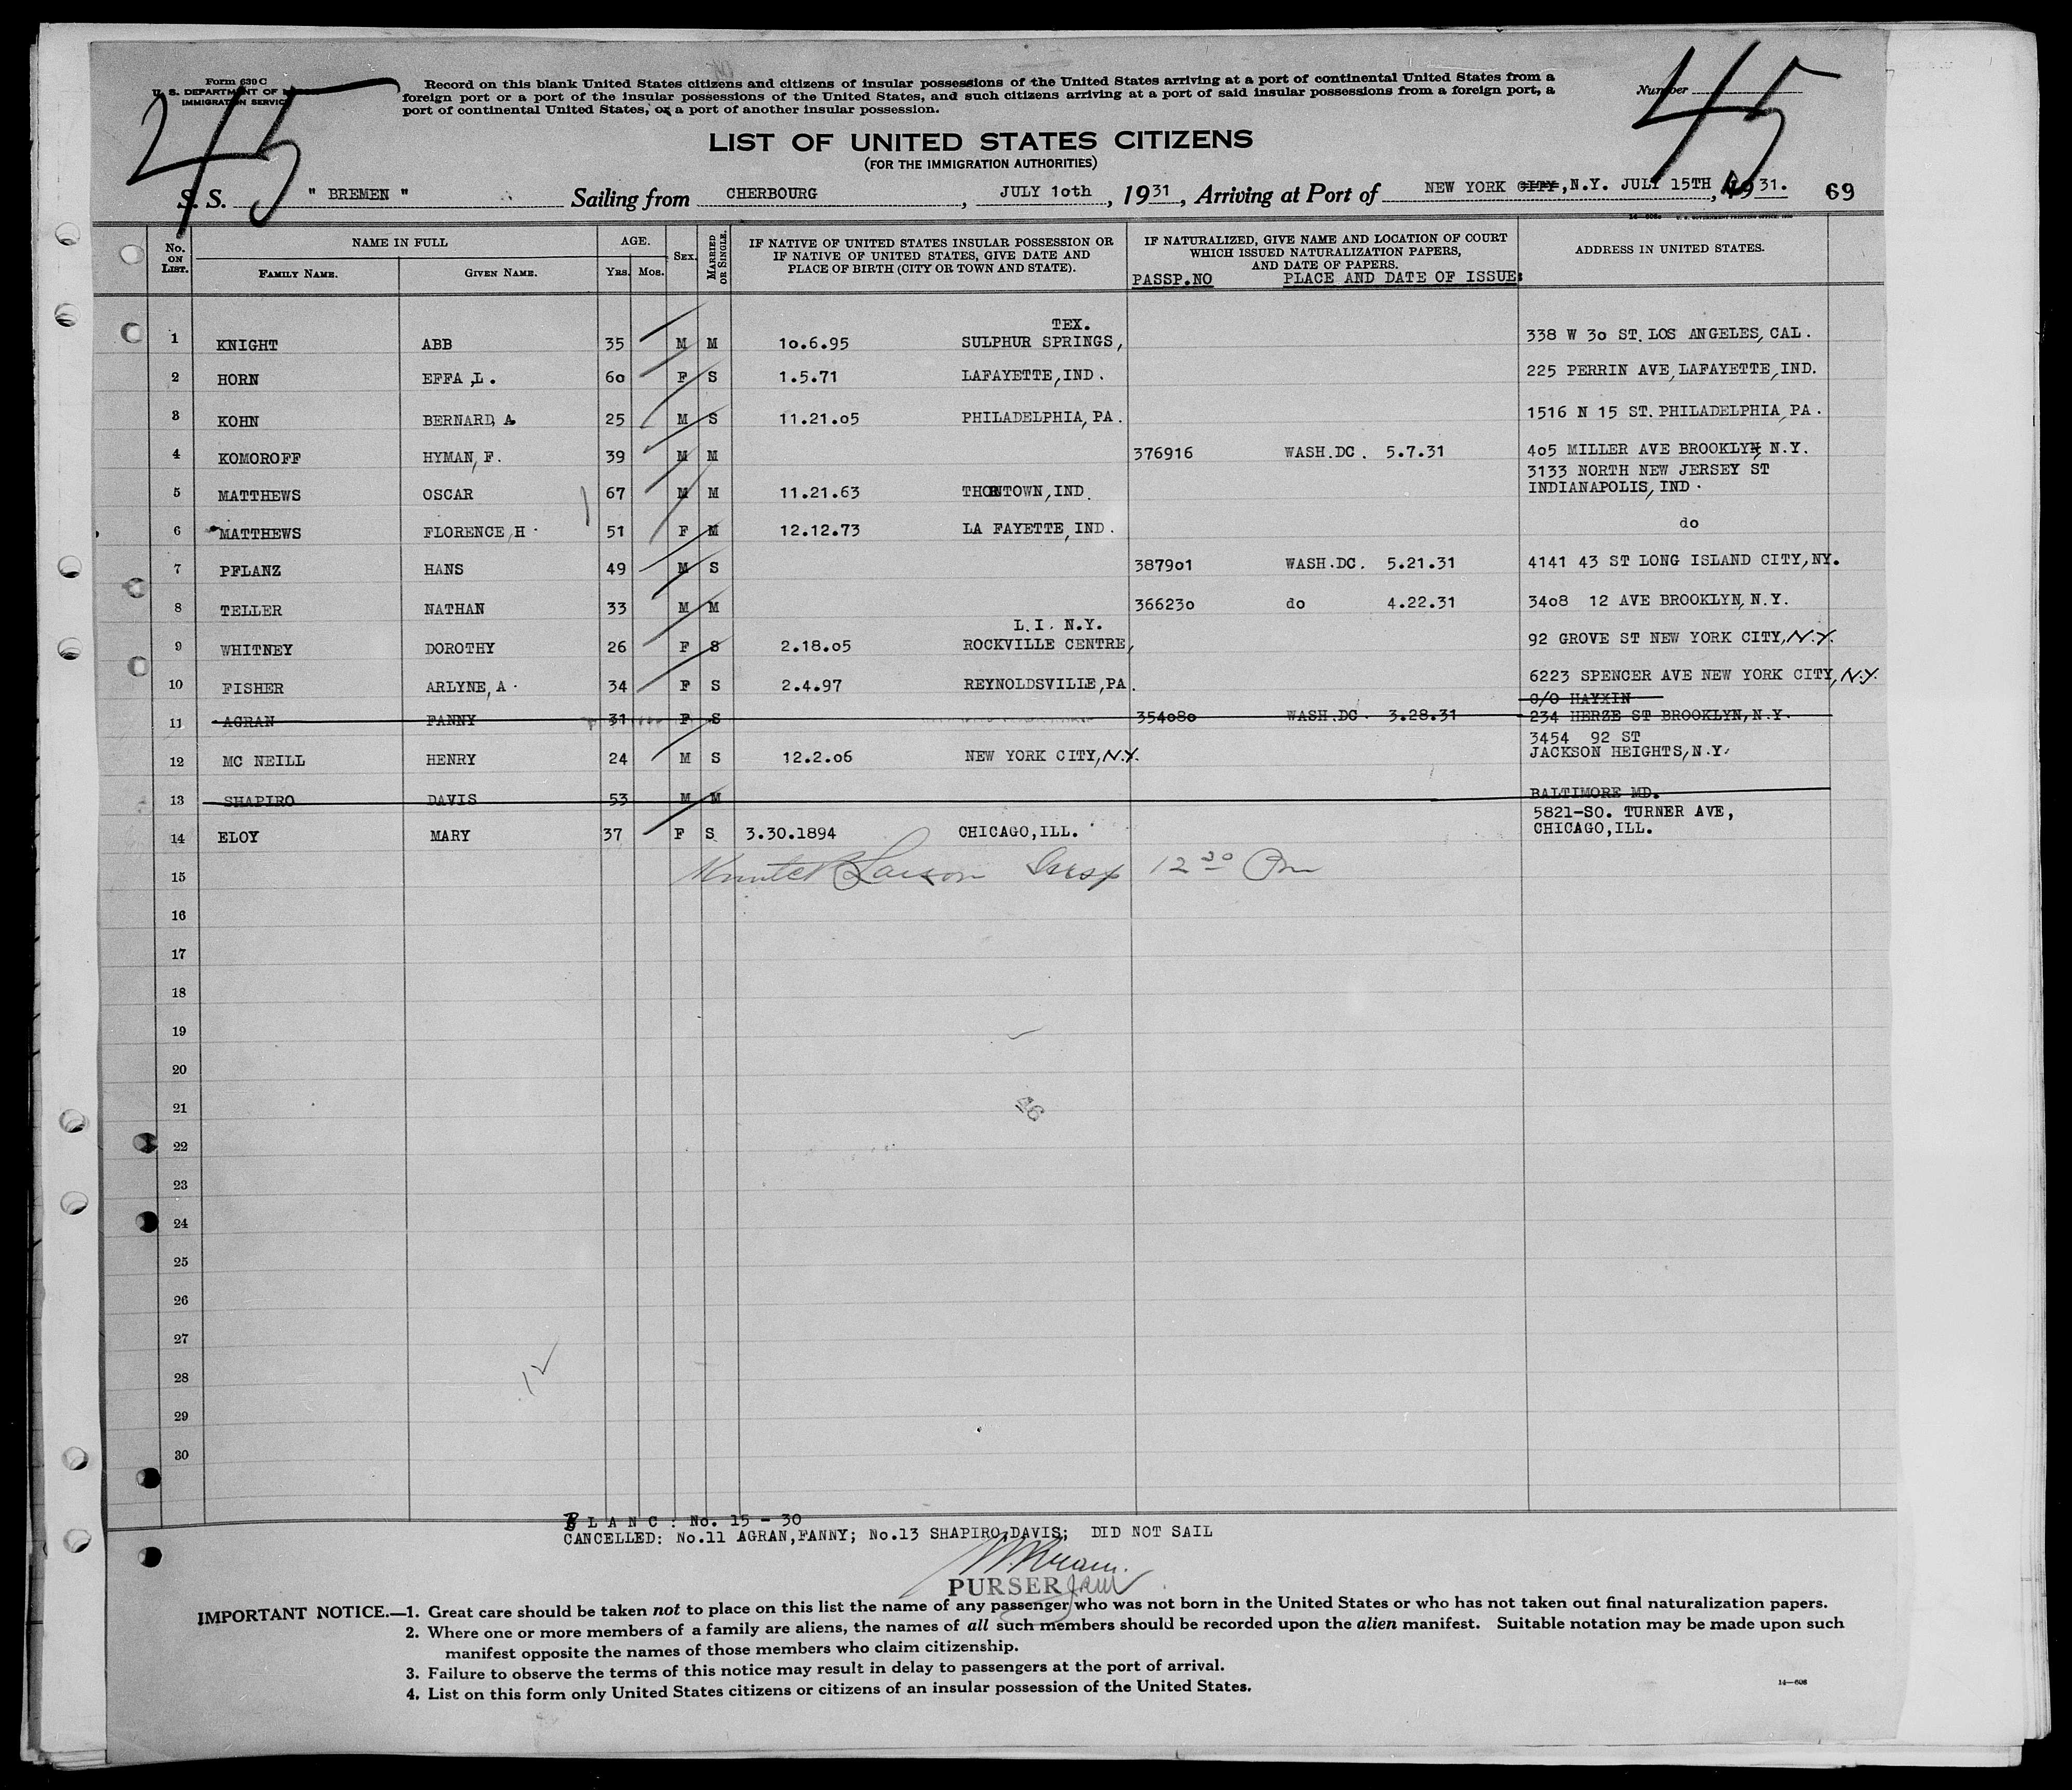 Form 630 C
U. S. DEPARTMENT OF
IMMIGRATION SERVICE
45
Record on this blank United States citizens and citizens of insular possessions of the United States arriving at a port of continental United States from a
foreign port or a port of the insular possessions of the United States, and such citizens arriving at a port of said insular possessions from a foreign port, a
port of continental United States, or a port of another insular possession.
Number
45
LIST OF UNITED STATES CITIZENS
(FOR THE IMMIGRATION AUTHORITIES)
S. S. " BREMEN " Sailing from CHERBOURG, JULY 10th, 1931, Arriving at Port of NEW YORK CITY, N.Y. JULY 15TH, 1931. 69
No. ON LIST. NAME IN FULL FAMILY NAME. GIVEN NAME. AGE. Yrs. Mos. SEX. MARRIED OR SINGLE. IF NATIVE OF UNITED STATES INSULAR POSSESSION OR IF NATIVE OF UNITED STATES, GIVE DATE AND PLACE OF BIRTH (CITY OR TOWN AND STATE). IF NATURALIZED, GIVE NAME AND LOCATION OF COURT WHICH ISSUED NATURALIZATION PAPERS, AND DATE OF PAPERS. ADDRESS IN UNITED STATES.
PASSP.NO PLACE AND DATE OF ISSUE:
TEX.
1 KNIGHT ABB 35 M M 10.6.95 SULPHUR SPRINGS, 338 W 30 ST. LOS ANGELES, CAL.
2 HORN EFFA, L. 60 F S 1.5.71 LAFAYETTE, IND. 225 PERRIN AVE, LAFAYETTE, IND.
3 KOHN BERNARD, A. 25 M S 11.21.05 PHILADELPHIA, PA. 1516 N 15 ST. PHILADELPHIA, PA.
4 KOMOROFF HYMAN, F. 39 M M 376916 WASH.DC. 5.7.31 405 MILLER AVE BROOKLYN, N.Y.
3133 NORTH NEW JERSEY ST
5 MATTHEWS OSCAR 67 M M 11.21.63 THORNTOWN, IND. INDIANAPOLIS, IND.
6 MATTHEWS FLORENCE, H. 51 F M 12.12.73 LA FAYETTE, IND. do
7 PFLANZ HANS 49 M S 387901 WASH.DC. 5.21.31 4141 43 ST LONG ISLAND CITY, NY.
8 TELLER NATHAN 33 M M 366230 do 4.22.31 3408 12 AVE BROOKLYN, N.Y.
L.I. N.Y.
9 WHITNEY DOROTHY 26 F S 2.18.05 ROCKVILLE CENTRE, 92 GROVE ST NEW YORK CITY, N.Y.
10 FISHER ARLYNE, A. 34 F S 2.4.97 REYNOLDSVILLE, PA. 6223 SPENCER AVE NEW YORK CITY, N.Y.
C/O HAYKIN
11 AGRAN FANNY 31 F S 354080 WASH.DC. 3.28.31 234 HERZE ST BROOKLYN, N.Y.
3454 92 ST
12 MC NEILL HENRY 24 M S 12.2.06 NEW YORK CITY, N.Y. JACKSON HEIGHTS, N.Y.
13 SHAPIRO DAVIS 53 M M BALTIMORE MD.
5821-SO. TURNER AVE,
14 ELOY MARY 37 F S 3.30.1894 CHICAGO, ILL. CHICAGO, ILL.
15 Larson Insp 12 30 Pm
16
17
18
19
20
21
46
22
23
24
25
26
27
28
12
29
30
BLANC: No. 15 - 30
CANCELLED: No.11 AGRAN, FANNY; No.13 SHAPIRO, DAVIS; DID NOT SAIL
PURSER
IMPORTANT NOTICE.—1. Great care should be taken not to place on this list the name of any passenger who was not born in the United States or who has not taken out final naturalization papers.
2. Where one or more members of a family are aliens, the names of all such members should be recorded upon the alien manifest. Suitable notation may be made upon such
manifest opposite the names of those members who claim citizenship.
3. Failure to observe the terms of this notice may result in delay to passengers at the port of arrival.
4. List on this form only United States citizens or citizens of an insular possession of the United States.
14—608